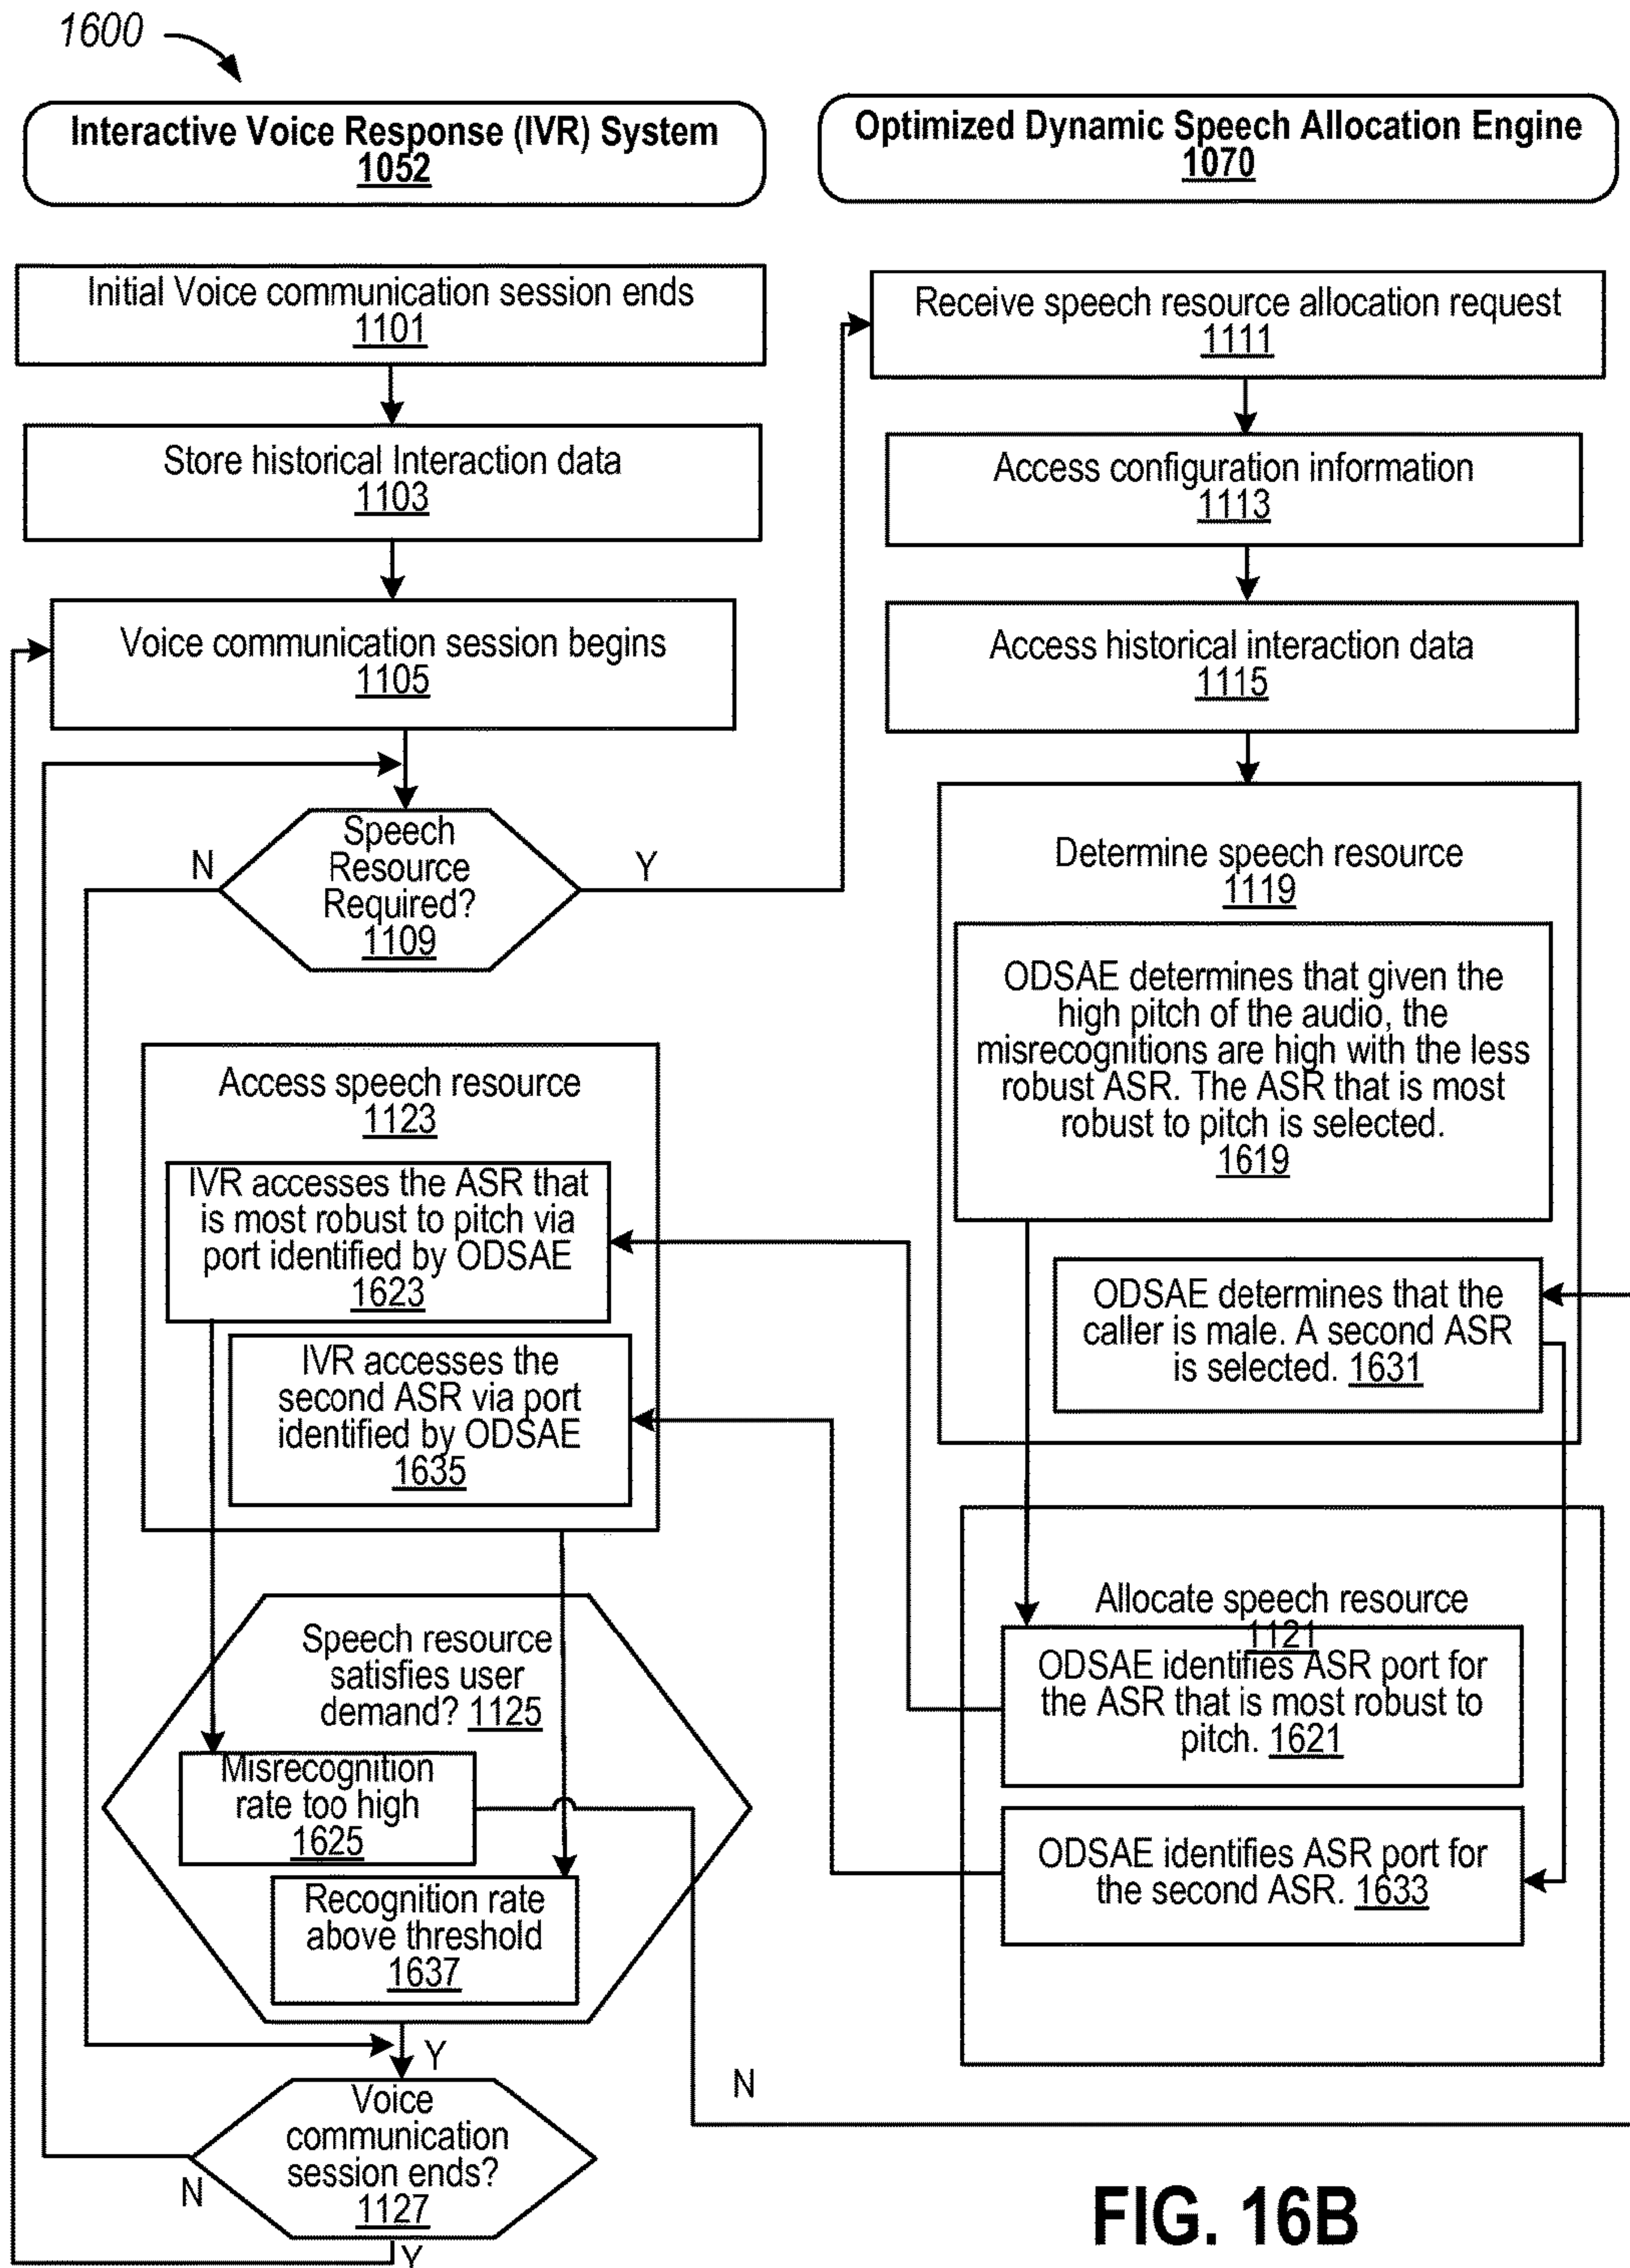 1600
Interactive Voice Response (IVR) System
1052
Optimized Dynamic Speech Allocation Engine
1070
Initial Voice communication session ends
1101
Store historical Interaction data
1103
Voice communication session begins
1105
Speech
Resource
Required?
1109
N
Y
Receive speech resource allocation request
1111
Access configuration information
1113
Access historical interaction data
1115
Determine speech resource
1119
ODSAE determines that given the
high pitch of the audio, the
misrecognitions are high with the less
robust ASR. The ASR that is most
robust to pitch is selected.
1619
ODSAE determines that the
caller is male. A second ASR
is selected. 1631
Access speech resource
1123
IVR accesses the ASR that
is most robust to pitch via
port identified by ODSAE
1623
IVR accesses the
second ASR via port
identified by ODSAE
1635
Allocate speech resource
1121
ODSAE identifies ASR port for
the ASR that is most robust to
pitch. 1621
ODSAE identifies ASR port for
the second ASR. 1633
Speech resource
satisfies user
demand? 1125
Misrecognition
rate too high
1625
Recognition rate
above threshold
1637
Y
N
Voice
communication
session ends?
1127
N
Y
FIG. 16B